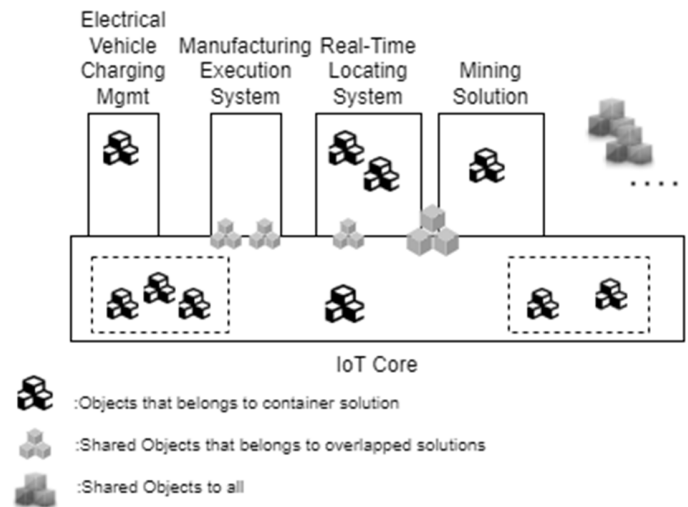 Electrical
Vehicle
Charging
Mgmt
Manufacturing
Execution
System
Real-Time
Locating
System
Mining
Solution
....
IoT Core
:Objects that belongs to container solution
:Shared Objects that belongs to overlapped solutions
:Shared Objects to all